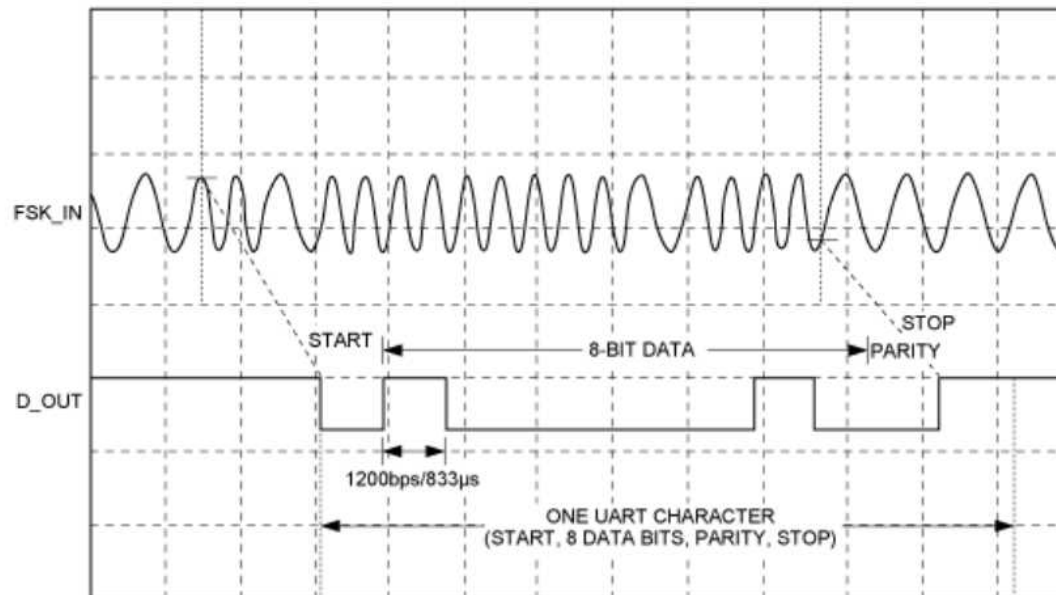 FSK_IN
START
8-BIT DATA
STOP
PARITY
D_OUT
1200bps/833µs
ONE UART CHARACTER
(START, 8 DATA BITS, PARITY, STOP)